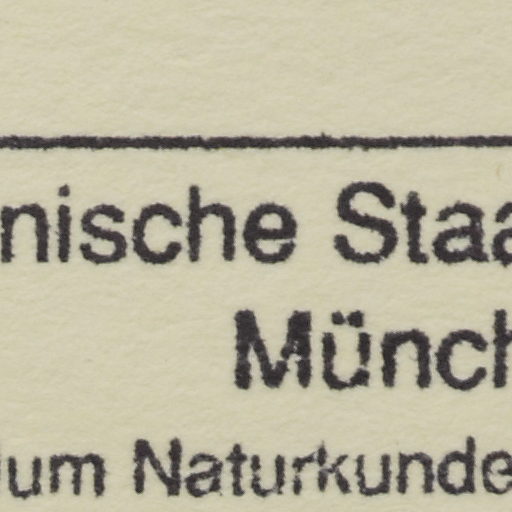 nische Staa
Münch
um Naturkunde